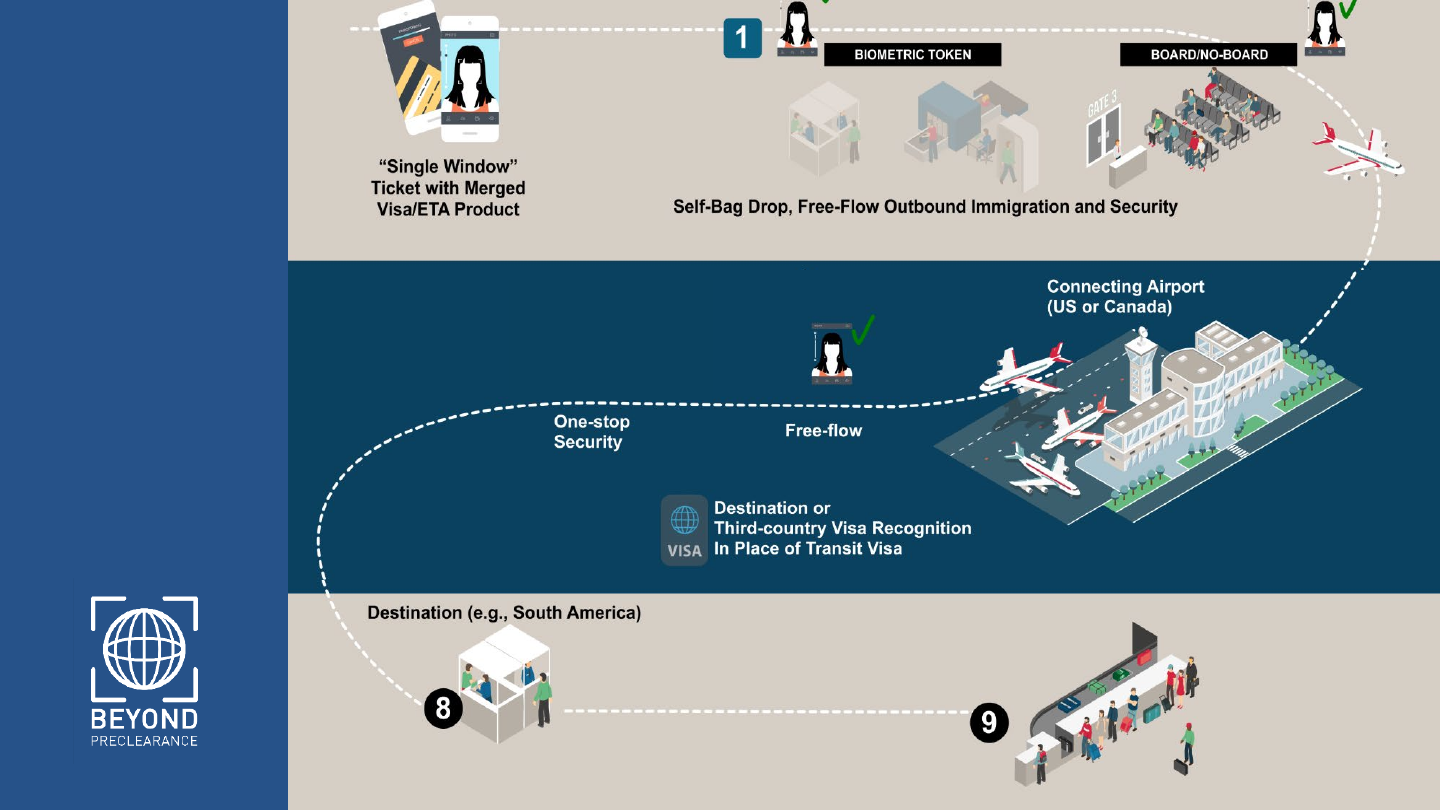 1
BIOMETRIC TOKEN
BOARD/NO-BOARD
GATE 3
“Single Window”
Ticket with Merged
Visa/ETA Product
Self-Bag Drop, Free-Flow Outbound Immigration and Security
Connecting Airport
(US or Canada)
One-stop
Security
Free-flow
VISA
Destination or
Third-country Visa Recognition
In Place of Transit Visa
Destination (e.g., South America)
8
9
BEYOND
PRECLEARANCE